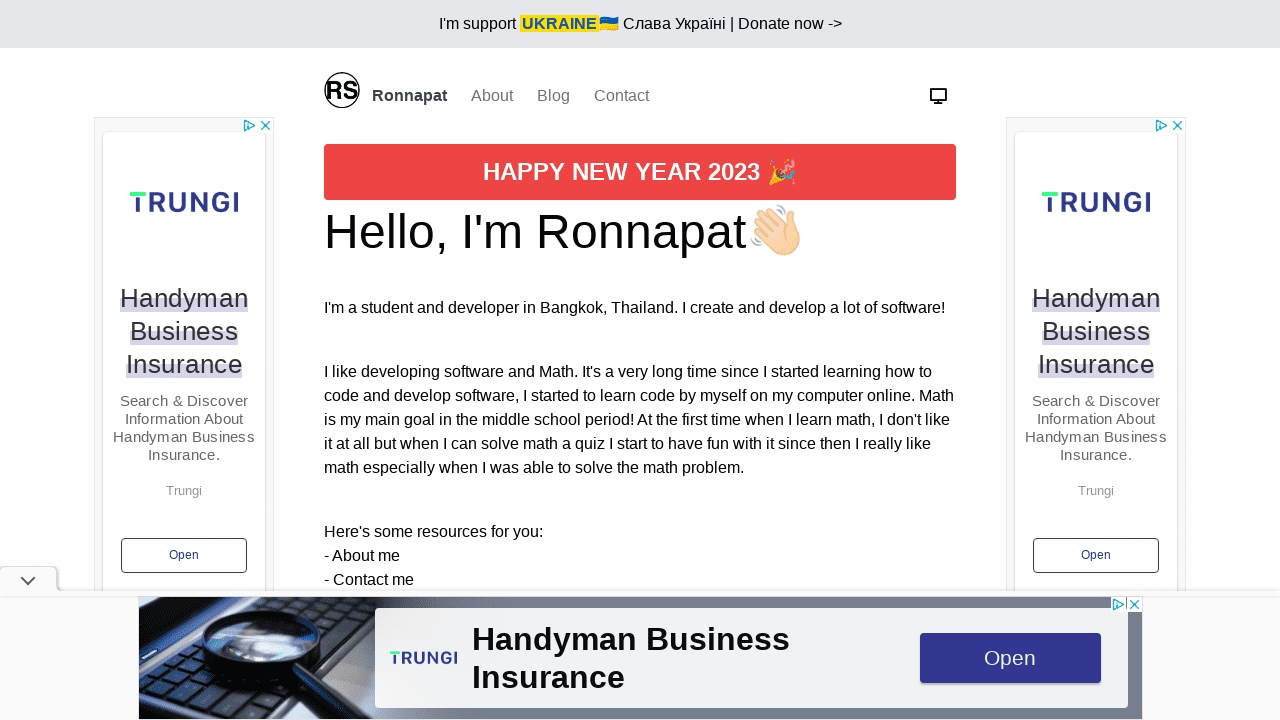 I'm support UKRAINE🇺🇦 Слава Україні | Donate now ->
RS
Ronnapat
About
Blog
Contact
HAPPY NEW YEAR 2023 🎉
Hello, I'm Ronnapat👋🏻
I'm a student and developer in Bangkok, Thailand. I create and develop a lot of software!
I like developing software and Math. It's a very long time since I started learning how to
code and develop software, I started to learn code by myself on my computer online. Math
is my main goal in the middle school period! At the first time when I learn math, I don't like
it at all but when I can solve math a quiz I start to have fun with it since then I really like
math especially when I was able to solve the math problem.
Here's some resources for you:
- About me
- Contact me
TRUNGI
Handyman
Business
Insurance
Search & Discover
Information About
Handyman Business
Insurance.
Trungi
Open
TRUNGI
Handyman
Business
Insurance
Search & Discover
Information About
Handyman Business
Insurance.
Trungi
Open
TRUNGI
Handyman Business
Insurance
Open